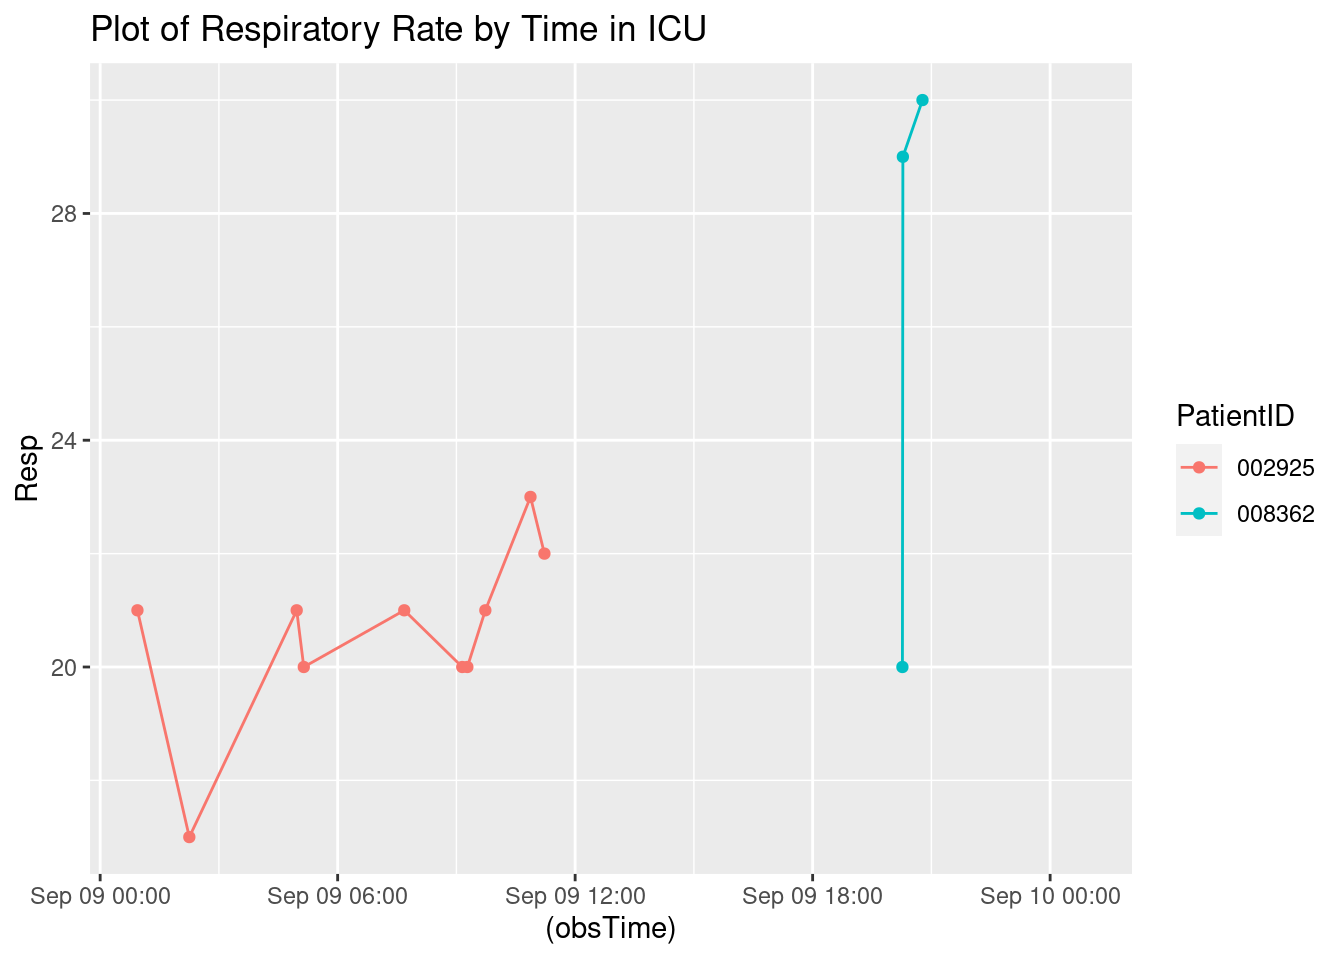 Plot of Respiratory Rate by Time in ICU
Resp
28
24
20
Sep 09 00:00
Sep 09 06:00
Sep 09 12:00
Sep 09 18:00
Sep 10 00:00
(obsTime)
PatientID
002925
008362